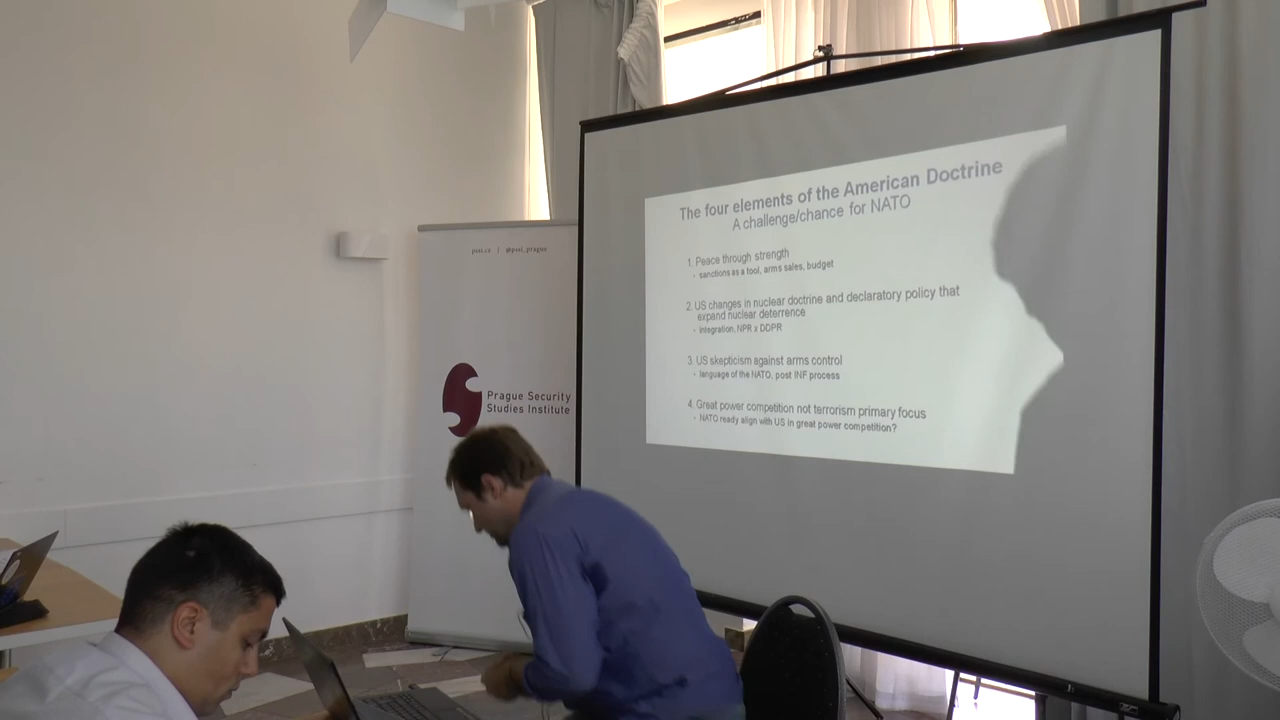 pssi.cz | @pssi_prague
Prague Security
Studies Institute
The four elements of the American Doctrine
A challenge/chance for NATO
1. Peace through strength
- sanctions as a tool, arms sales, budget
2. US changes in nuclear doctrine and declaratory policy that
expand nuclear deterrence
- integration, NPR x DDPR
3. US skepticism against arms control
- language of the NATO, post INF process
4. Great power competition not terrorism primary focus
- NATO ready align with US in great power competition?